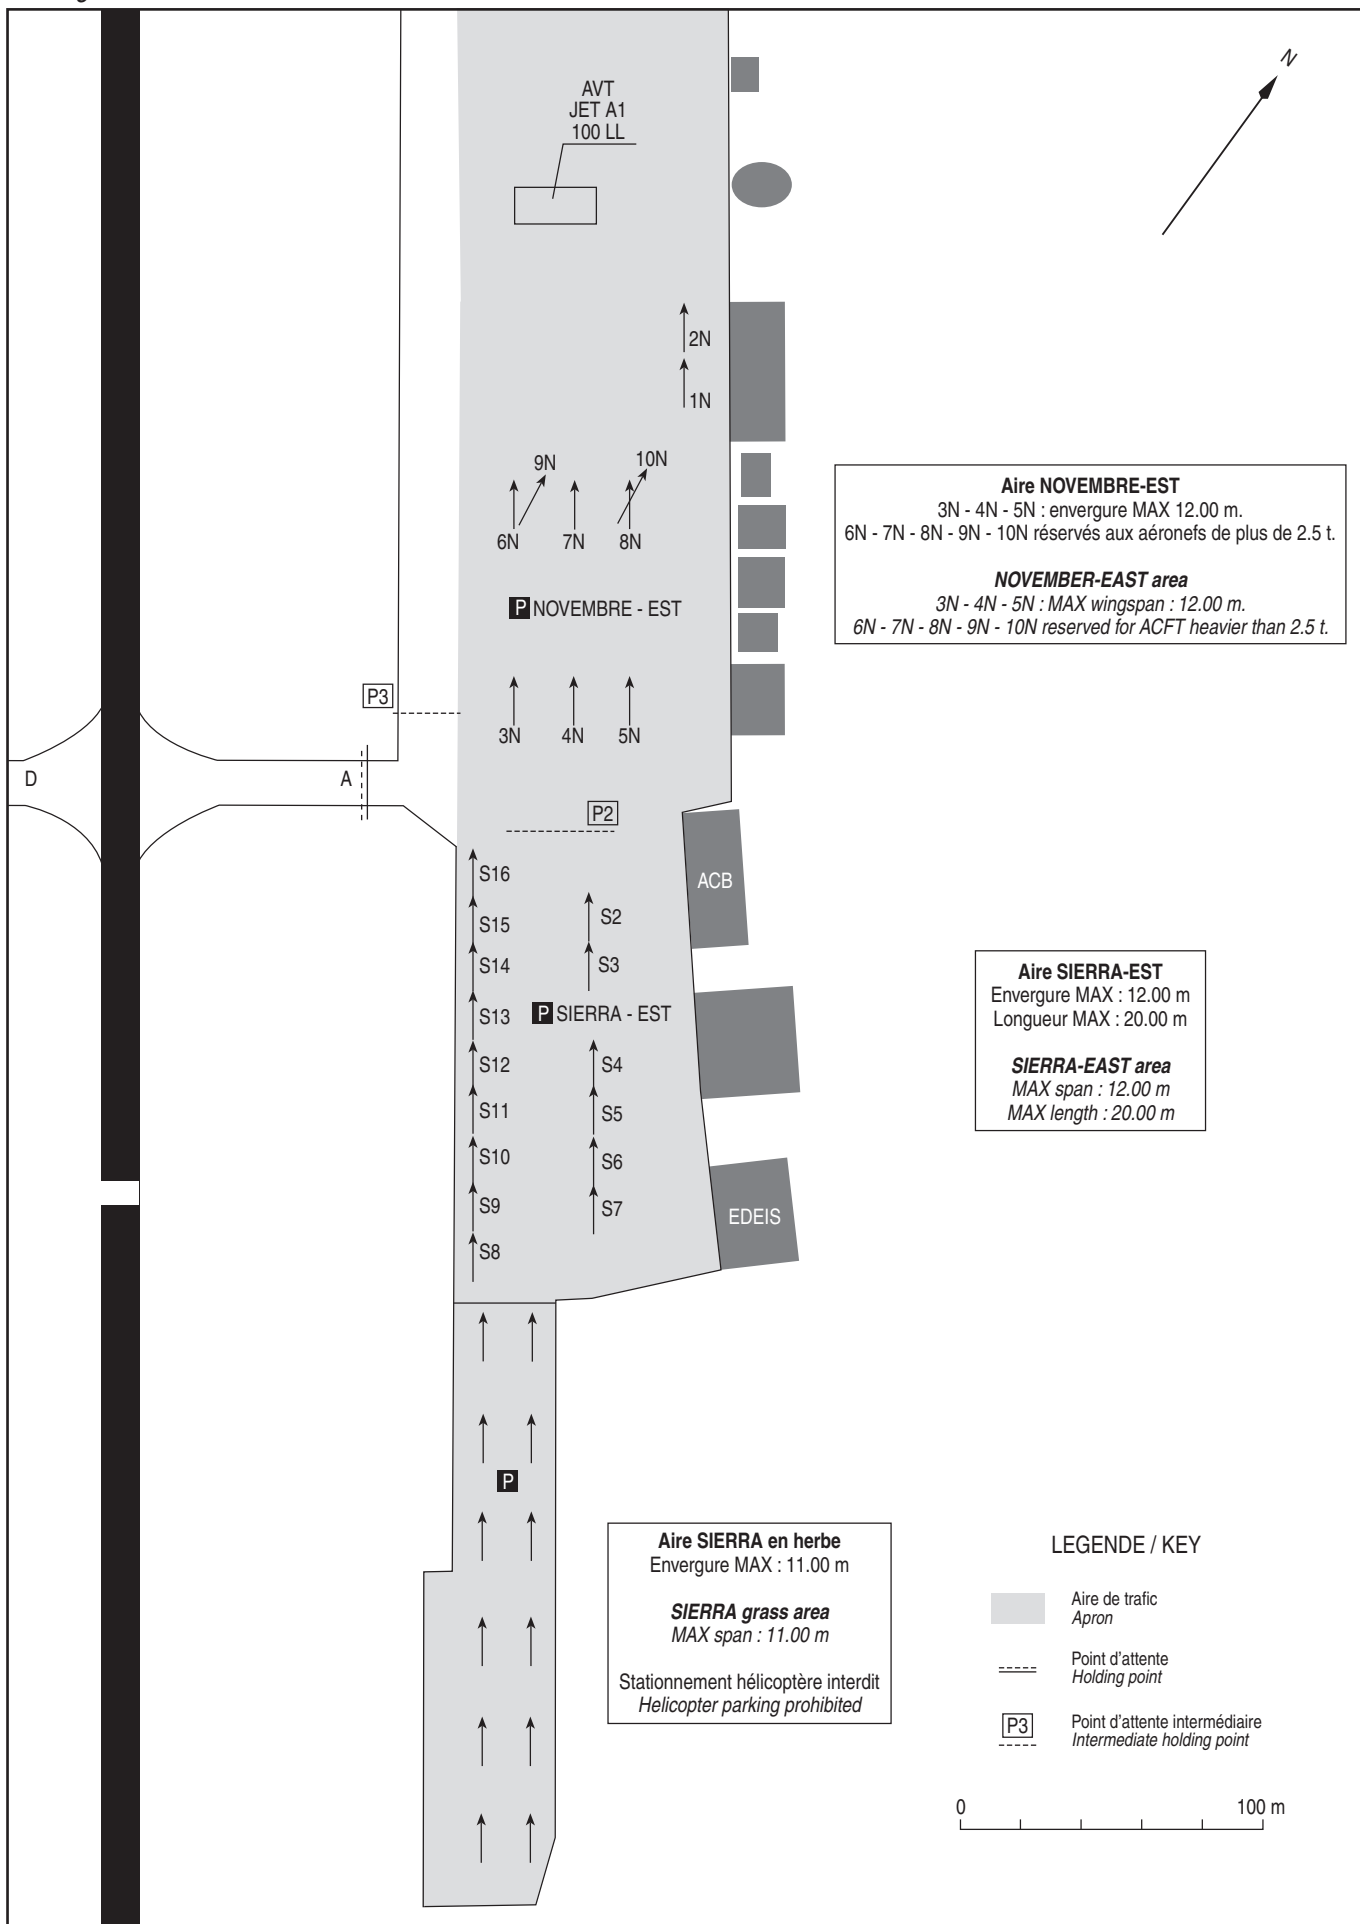 N
AVT
JET A1
100 LL
2N
1N
9N
10N
6N
7N
8N
Aire NOVEMBRE-EST
3N - 4N - 5N : envergure MAX 12.00 m.
6N - 7N - 8N - 9N - 10N réservés aux aéronefs de plus de 2.5 t.
NOVEMBER-EAST area
3N - 4N - 5N : MAX wingspan : 12.00 m.
6N - 7N - 8N - 9N - 10N reserved for ACFT heavier than 2.5 t.
P NOVEMBRE - EST
P3
3N
4N
5N
D
A
P2
S16
ACB
S2
S15
S3
S14
S13
P SIERRA - EST
Aire SIERRA-EST
Envergure MAX : 12.00 m
Longueur MAX : 20.00 m
SIERRA-EAST area
MAX span : 12.00 m
MAX length : 20.00 m
S12
S4
S11
S5
S10
S6
S9
S7
EDEIS
S8
P
Aire SIERRA en herbe
Envergure MAX : 11.00 m
SIERRA grass area
MAX span : 11.00 m
Stationnement hélicoptère interdit
Helicopter parking prohibited
LEGENDE / KEY
Aire de trafic
Apron
Point d'attente
Holding point
P3
Point d'attente intermédiaire
Intermediate holding point
0
100 m